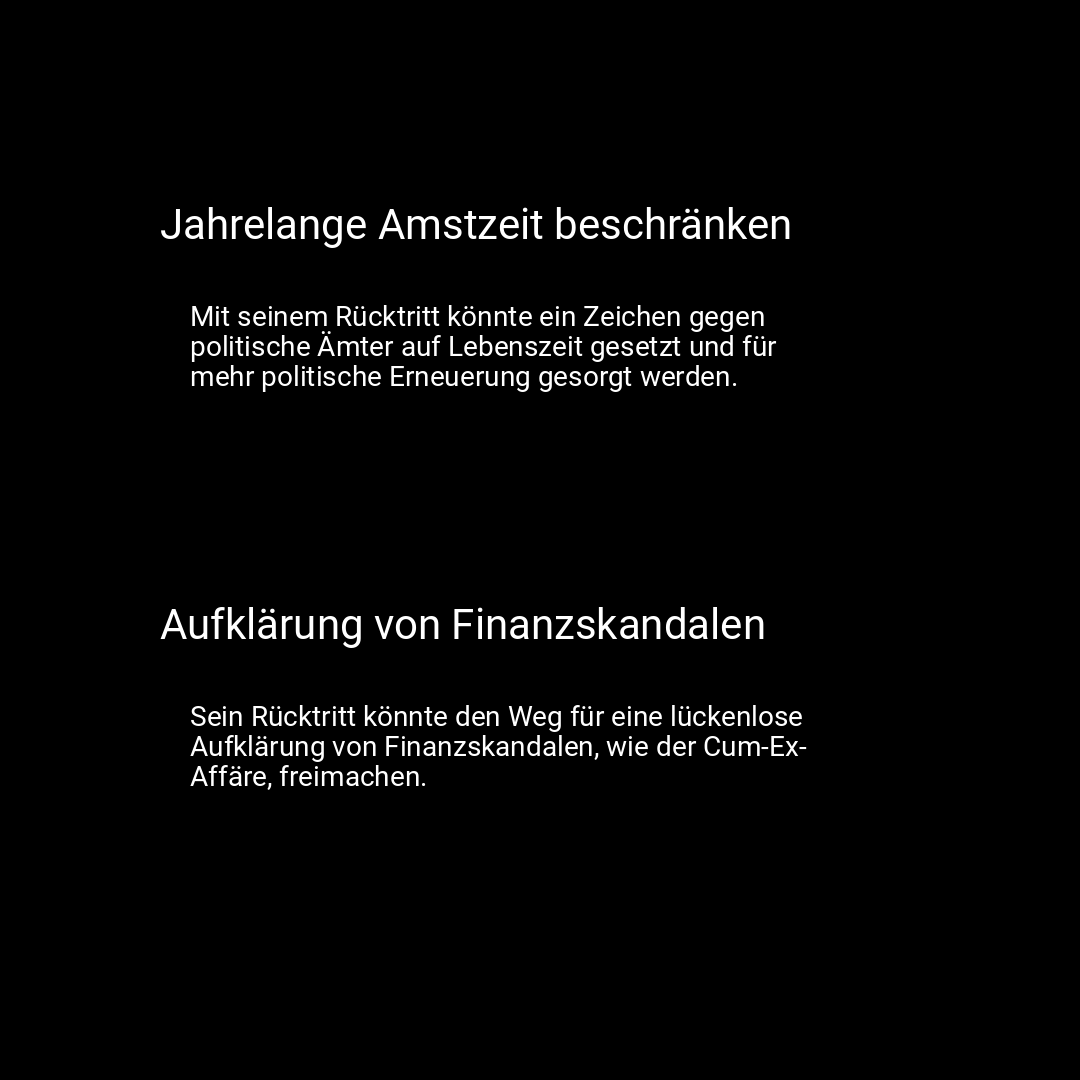 Jahrelange Amstzeit beschränken
Mit seinem Rücktritt könnte ein Zeichen gegen
politische Ämter auf Lebenszeit gesetzt und für
mehr politische Erneuerung gesorgt werden.
Aufklärung von Finanzskandalen
Sein Rücktritt könnte den Weg für eine lückenlose
Aufklärung von Finanzskandalen, wie der Cum-Ex-
Affäre, freimachen.